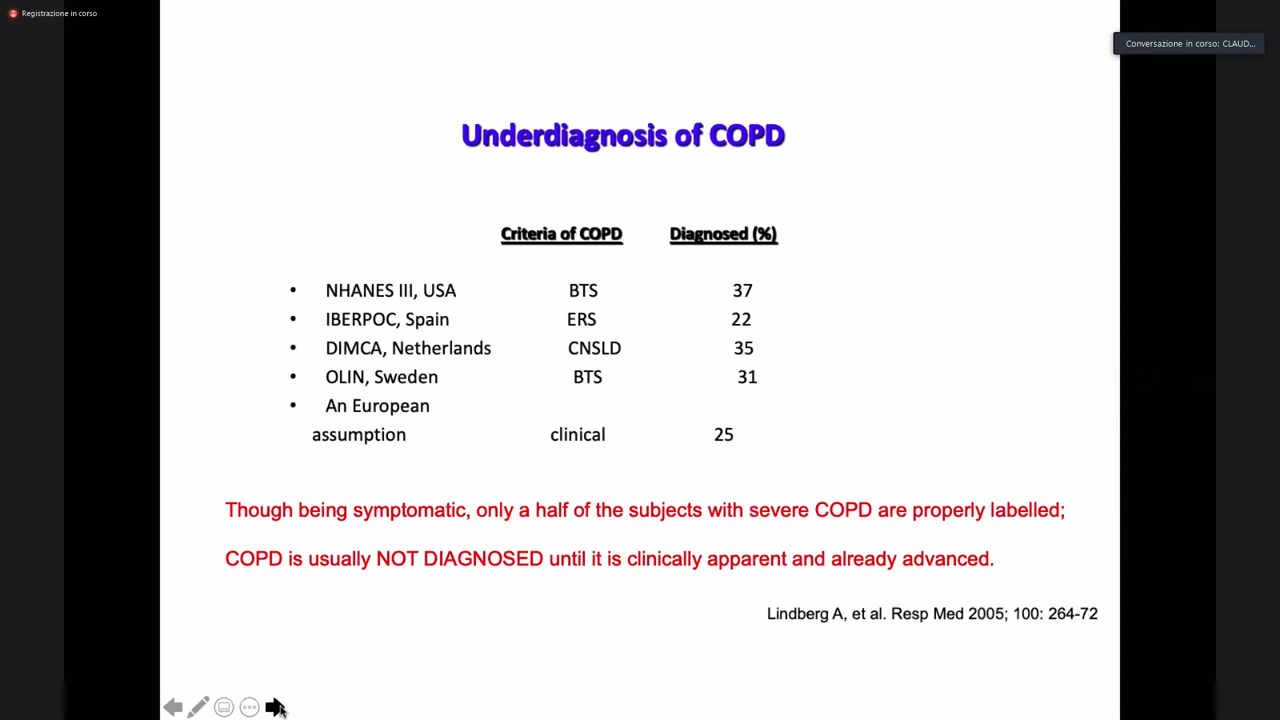 Registrazione in corso
Conversazione in corso: CLAUD...
Underdiagnosis of COPD
Criteria of COPD Diagnosed (%)
• NHANES III, USA BTS 37
• IBERPOC, Spain ERS 22
• DIMCA, Netherlands CNSLD 35
• OLIN, Sweden BTS 31
• An European
assumption clinical 25
Though being symptomatic, only a half of the subjects with severe COPD are properly labelled;
COPD is usually NOT DIAGNOSED until it is clinically apparent and already advanced.
Lindberg A, et al. Resp Med 2005; 100: 264-72